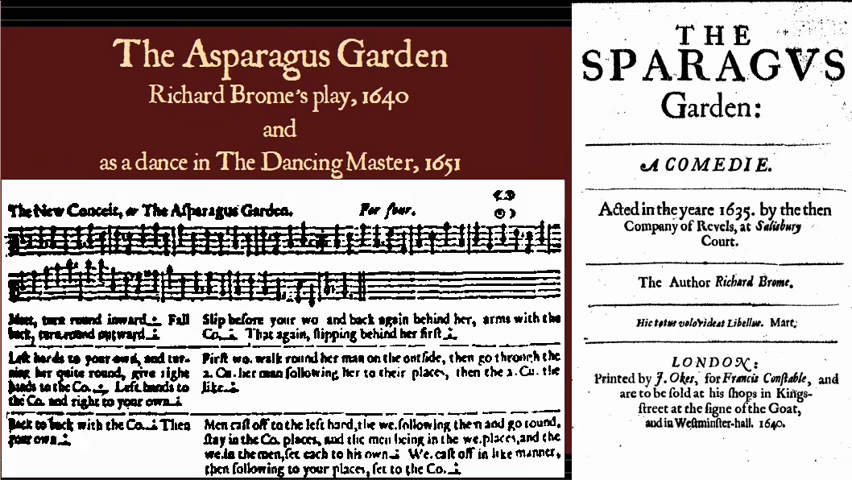 The Asparagus Garden
Richard Brome's play, 1640
and
as a dance in The Dancing Master, 1651
The New Conceit, or The Asparagus Garden. For four.
Meet, turn round inward. Fall
back, turn round outward.
Slip before your wo and back again behind her, arms with the
Co. That again, slipping behind her first
Left hands to your own, and tur-
ning her quite round, give right
hands to the Co. Left hands to
the Co. and right to your own
First wo. walk round her man on the outside, then go through the
2. Cu. her man following her to their places, then the 2. Cu. the
like.
Back to back with the Co. Then
your own
Men cast off to the left hand, the we. following them and go round,
stay in the Co. places, and the men being in the we. places, and the
we. in the men, set each to his own We. cast off in like manner,
then following to your places, set to the Co.
THE
SPARAGVS
Garden:
A COMEDIE.
Acted in the yeare 1635. by the then
Company of Revels, at Salisbury
Court.
The Author Richard Brome.
Hic totus volo rideat Libellus. Mart;
LONDON:
Printed by J. Okes, for Francis Constable, and
are to be sold at his shops in Kings-
street at the signe of the Goat,
and in Westminster-hall. 1640.